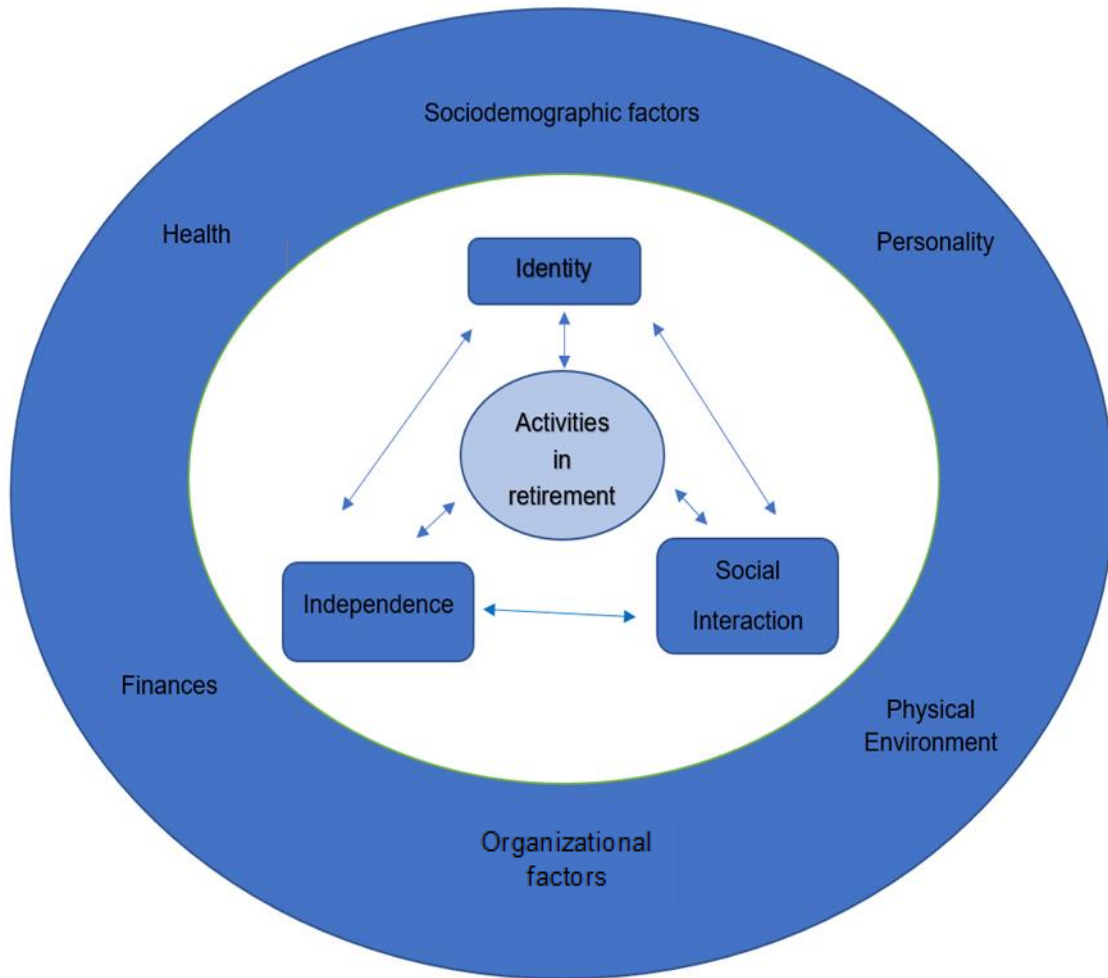 Sociodemographic factors
Health
Personality
Identity
Activities
in
retirement
Independence
Social
Interaction
Finances
Physical
Environment
Organizational
factors